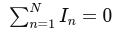 ∑_{n=1}^{N} I_n = 0